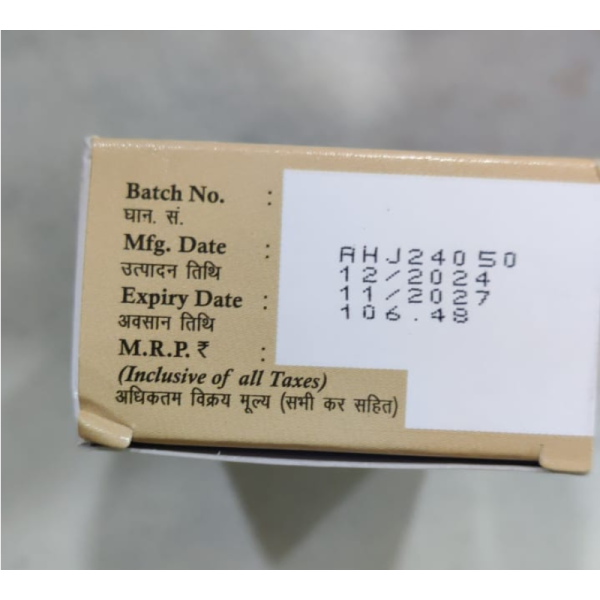 Batch No. :
घान. सं.
AHJ24050
Mfg. Date :
उत्पादन तिथि
12/2024
Expiry Date :
अवसान तिथि
11/2027
M.R.P. ₹ :
106.48
(Inclusive of all Taxes)
अधिकतम विक्रय मूल्य (सभी कर सहित)